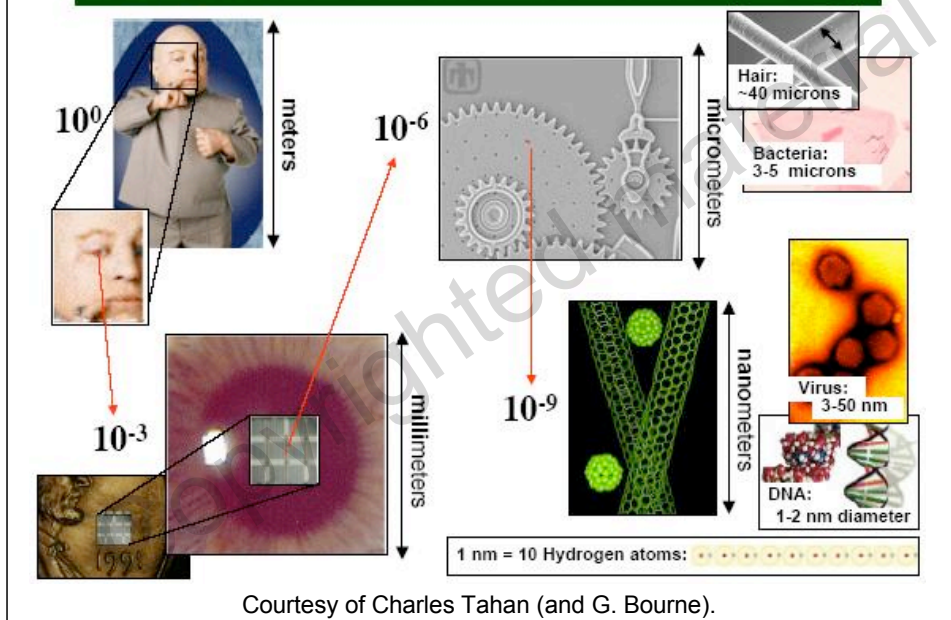 10⁰
meters
10⁻³
millimeters
1991
10⁻⁶
micrometers
Hair:
~40 microns
Bacteria:
3-5 microns
10⁻⁹
nanometers
Virus:
3-50 nm
DNA:
1-2 nm diameter
1 nm = 10 Hydrogen atoms:
Courtesy of Charles Tahan (and G. Bourne).